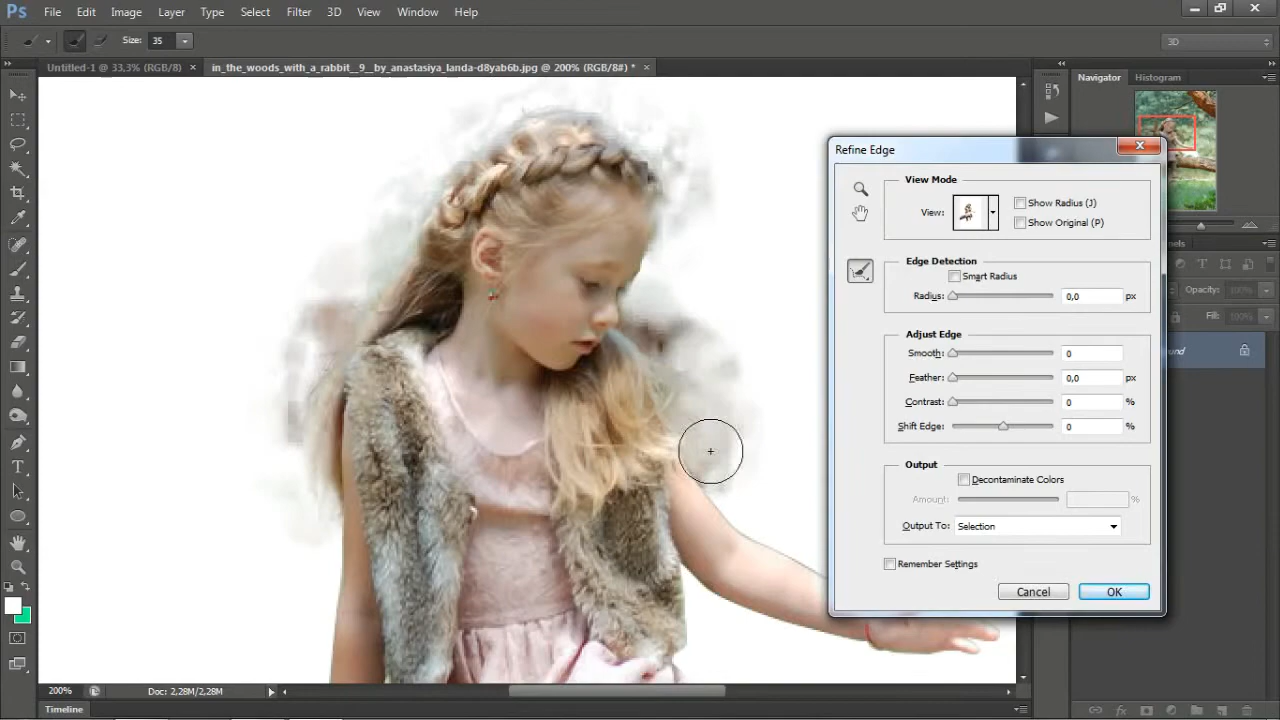 Ps File Edit Image Layer Type Select Filter 3D View Window Help
Size: 35 3D
Untitled-1 @ 33,3% (RGB/8) × in_the_woods_with_a_rabbit__9__by_anastasiya_landa-d8yab6b.jpg @ 200% (RGB/8#) * ×
Navigator Histogram
Refine Edge
View Mode
View: Show Radius (J)
Show Original (P)
Edge Detection
Smart Radius
Radius: 0,0 px
Adjust Edge
Smooth: 0
Feather: 0,0 px
Contrast: 0 %
Shift Edge: 0 %
Output
Decontaminate Colors
Amount: %
Output To: Selection
Remember Settings
Cancel OK
nels
Opacity: 100%
Fill: 100%
und
200% Doc: 2,28M/2,28M
Timeline